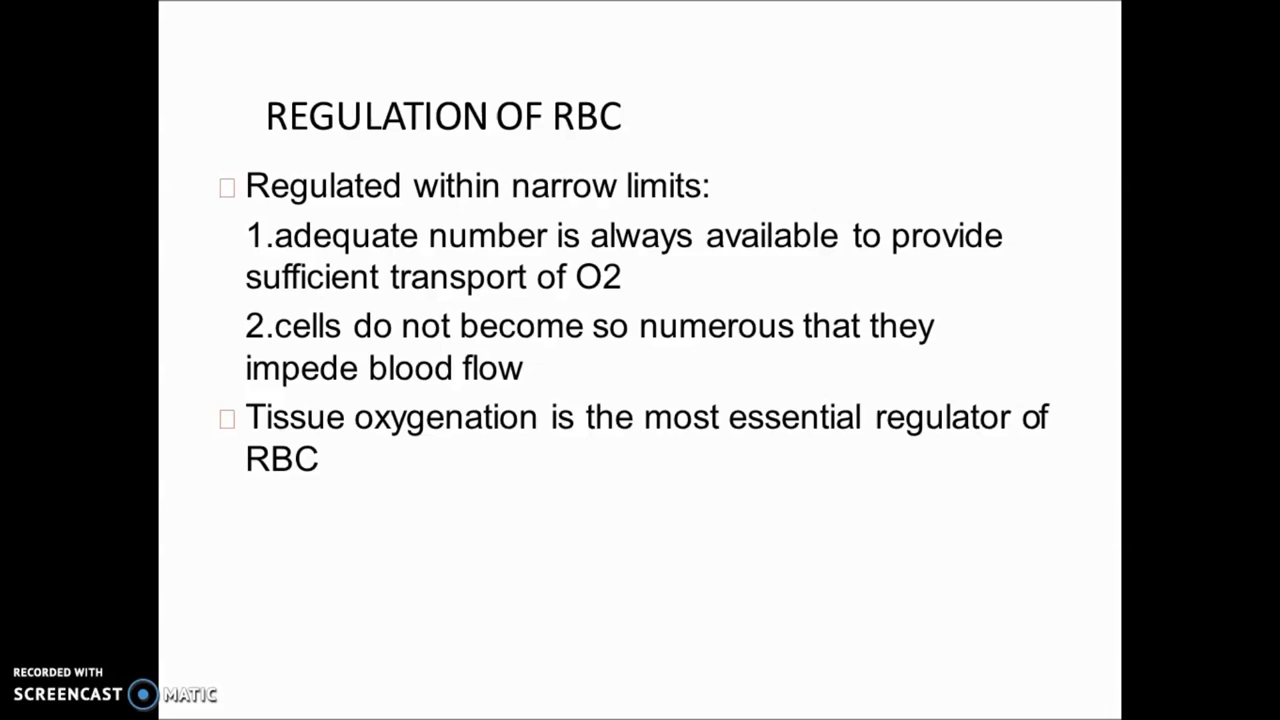 REGULATION OF RBC
Regulated within narrow limits:
1.adequate number is always available to provide
sufficient transport of O2
2.cells do not become so numerous that they
impede blood flow
Tissue oxygenation is the most essential regulator of
RBC
RECORDED WITH
SCREENCAST MATIC